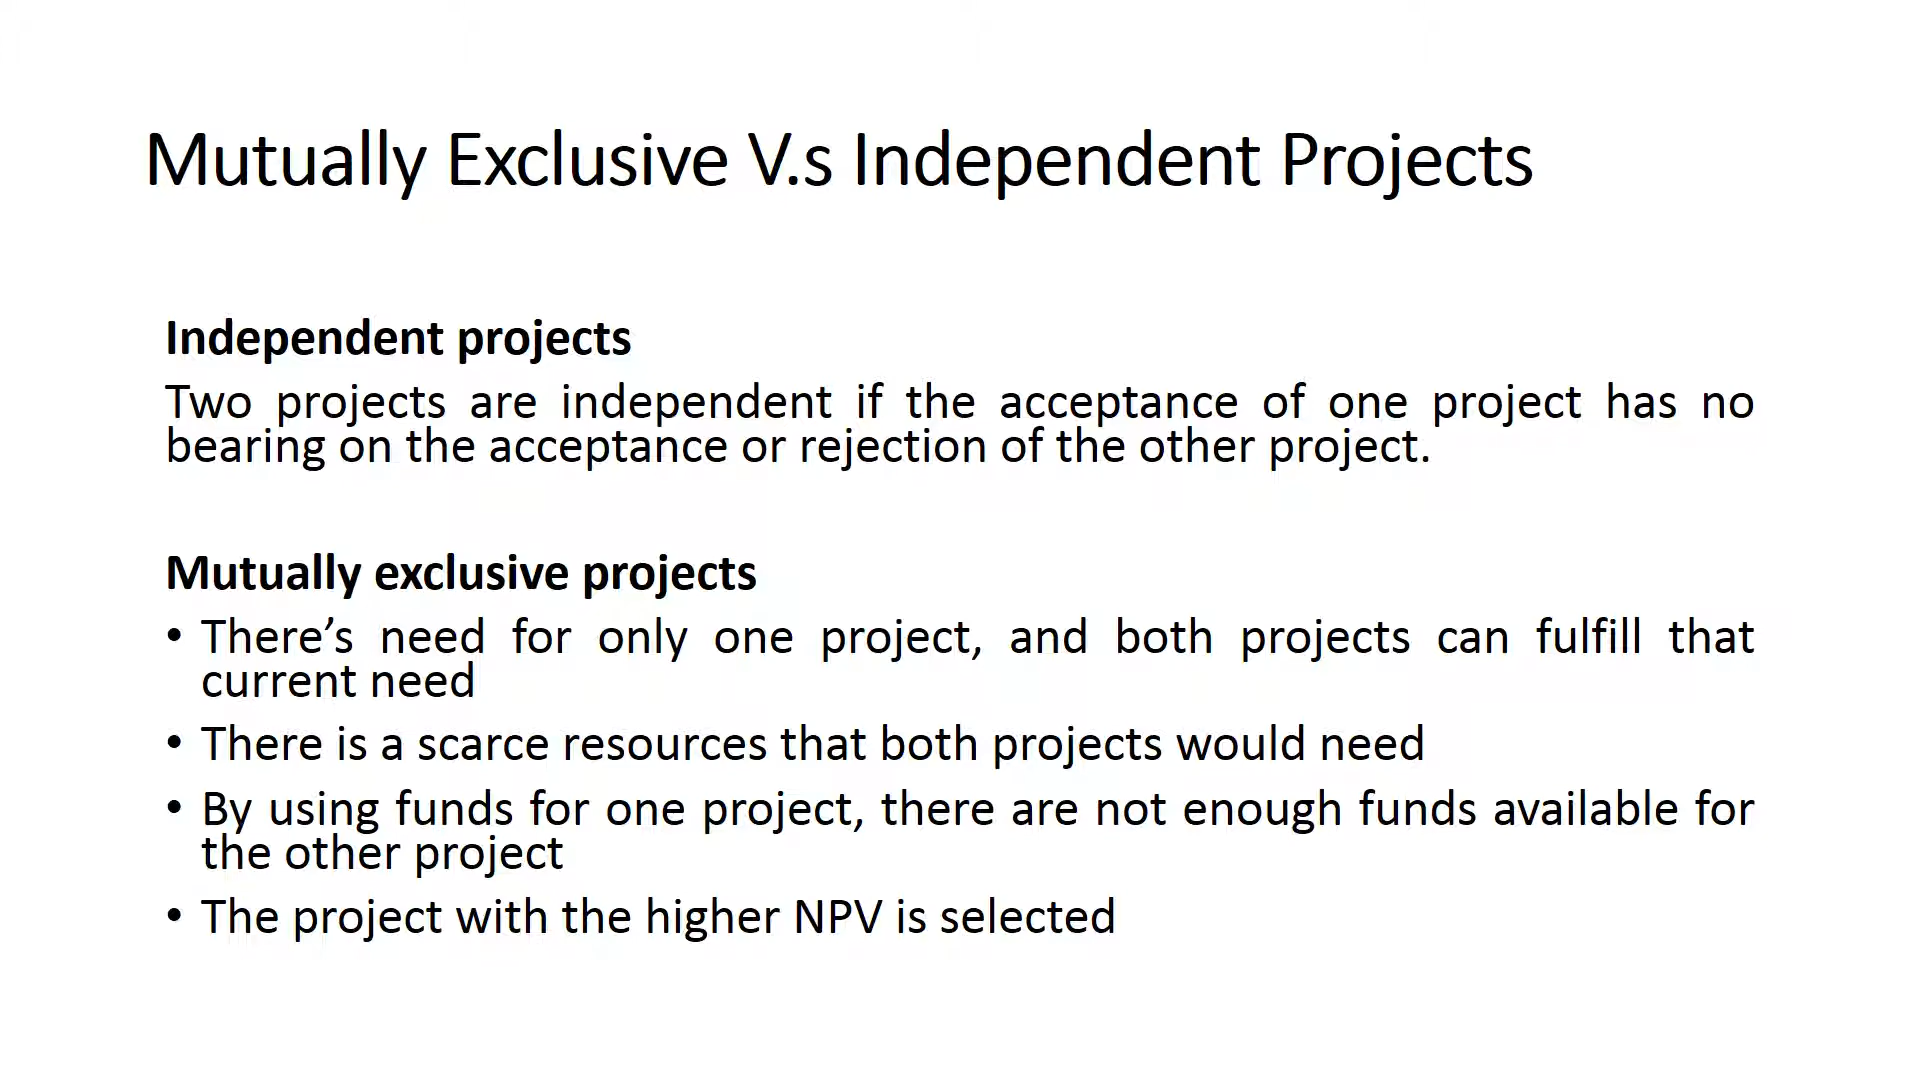 Mutually Exclusive V.s Independent Projects
Independent projects
Two projects are independent if the acceptance of one project has no
bearing on the acceptance or rejection of the other project.
Mutually exclusive projects
• There’s need for only one project, and both projects can fulfill that
current need
• There is a scarce resources that both projects would need
• By using funds for one project, there are not enough funds available for
the other project
• The project with the higher NPV is selected